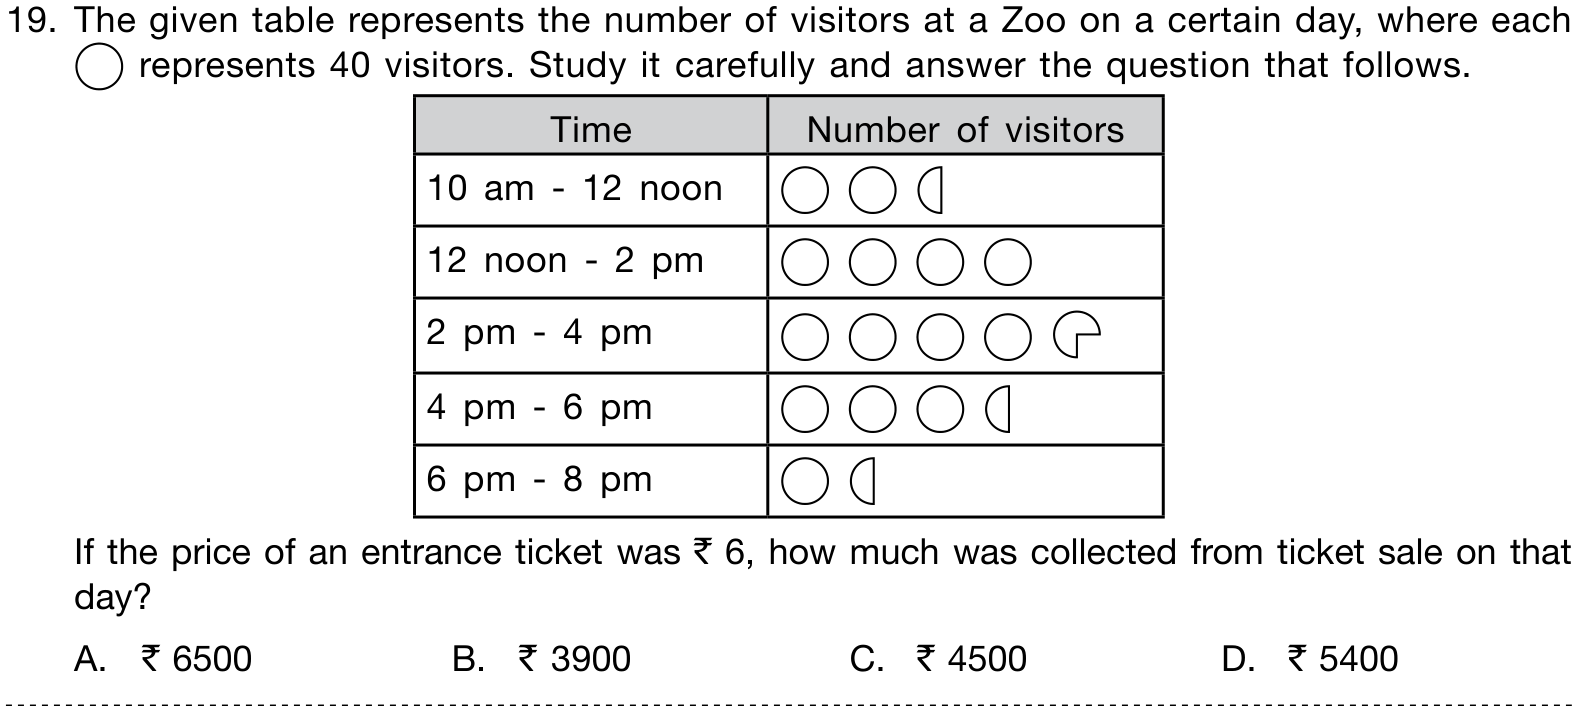 19. The given table represents the number of visitors at a Zoo on a certain day, where each
represents 40 visitors. Study it carefully and answer the question that follows.
Time Number of visitors
10 am - 12 noon
12 noon - 2 pm
2 pm - 4 pm
4 pm - 6 pm
6 pm - 8 pm
If the price of an entrance ticket was ₹ 6, how much was collected from ticket sale on that
day?
A. ₹ 6500 B. ₹ 3900 C. ₹ 4500 D. ₹ 5400